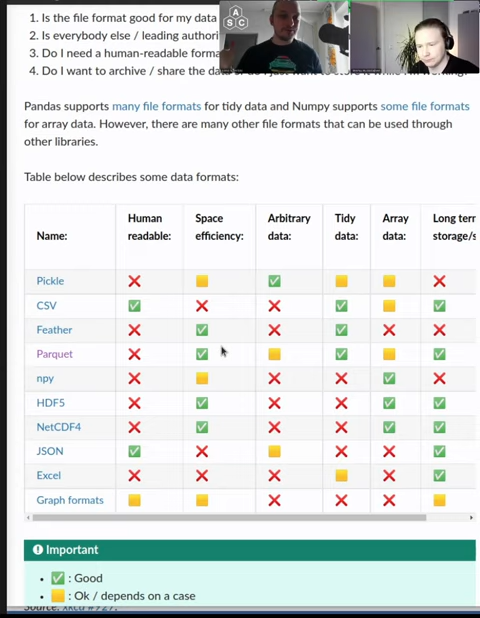 1. Is the file format good for my data
2. Is everybody else / leading authori
3. Do I need a human-readable forma
4. Do I want to archive / share the da
A
S C
Pandas supports many file formats for tidy data and Numpy supports some file formats
for array data. However, there are many other file formats that can be used through
other libraries.
Table below describes some data formats:
Name: Human readable: Space efficiency: Arbitrary data: Tidy data: Array data: Long term storage/s
Pickle ❌ 🟨 ✅ 🟨 🟨 ❌
CSV ✅ ❌ ❌ ✅ 🟨 ✅
Feather ❌ ✅ ❌ ✅ ❌ ❌
Parquet ❌ ✅ 🟨 ✅ 🟨 ✅
npy ❌ 🟨 ❌ ❌ ✅ ❌
HDF5 ❌ ✅ ❌ ❌ ✅ ✅
NetCDF4 ❌ ✅ ❌ ❌ ✅ ✅
JSON ✅ ❌ 🟨 ❌ ❌ ✅
Excel ❌ ❌ ❌ 🟨 ❌ ✅
Graph formats 🟨 🟨 ❌ ❌ ❌ 🟨
Important
• ✅ : Good
• 🟨 : Ok / depends on a case
Source: xkcd #927.